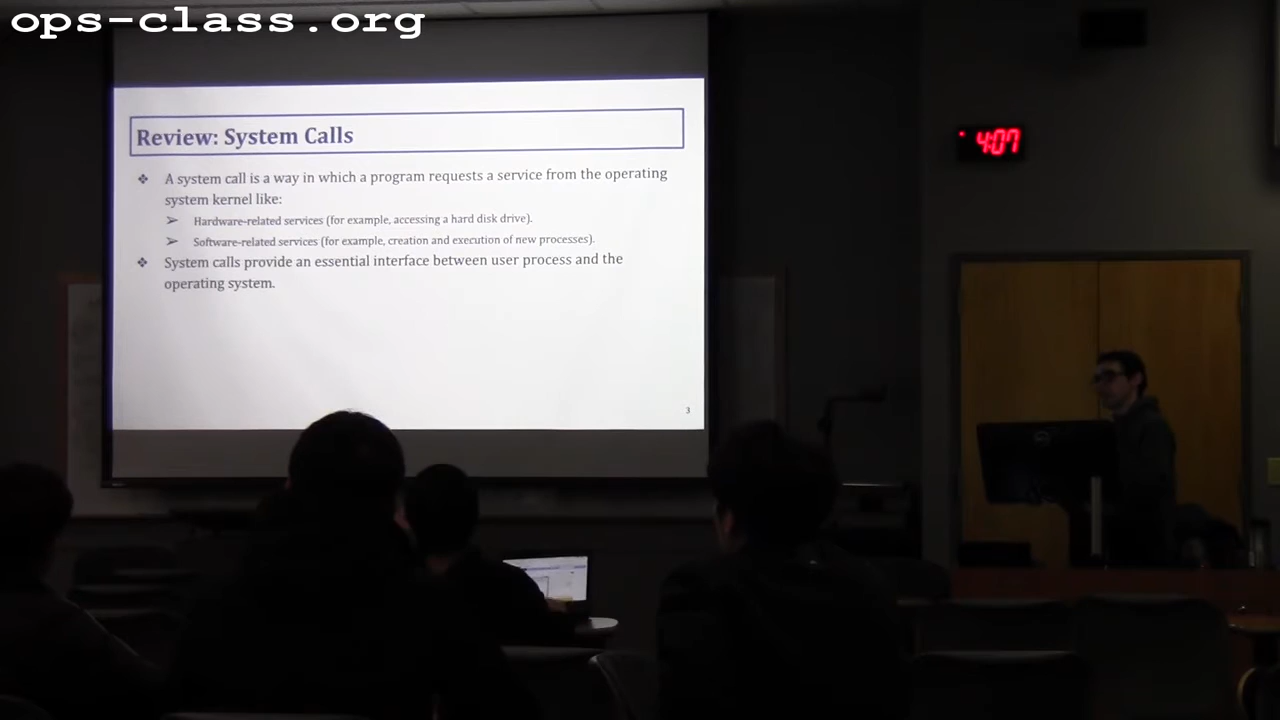 ops-class.org
Review: System Calls
❖ A system call is a way in which a program requests a service from the operating
system kernel like:
➢ Hardware-related services (for example, accessing a hard disk drive).
➢ Software-related services (for example, creation and execution of new processes).
❖ System calls provide an essential interface between user process and the
operating system.
3
4:07